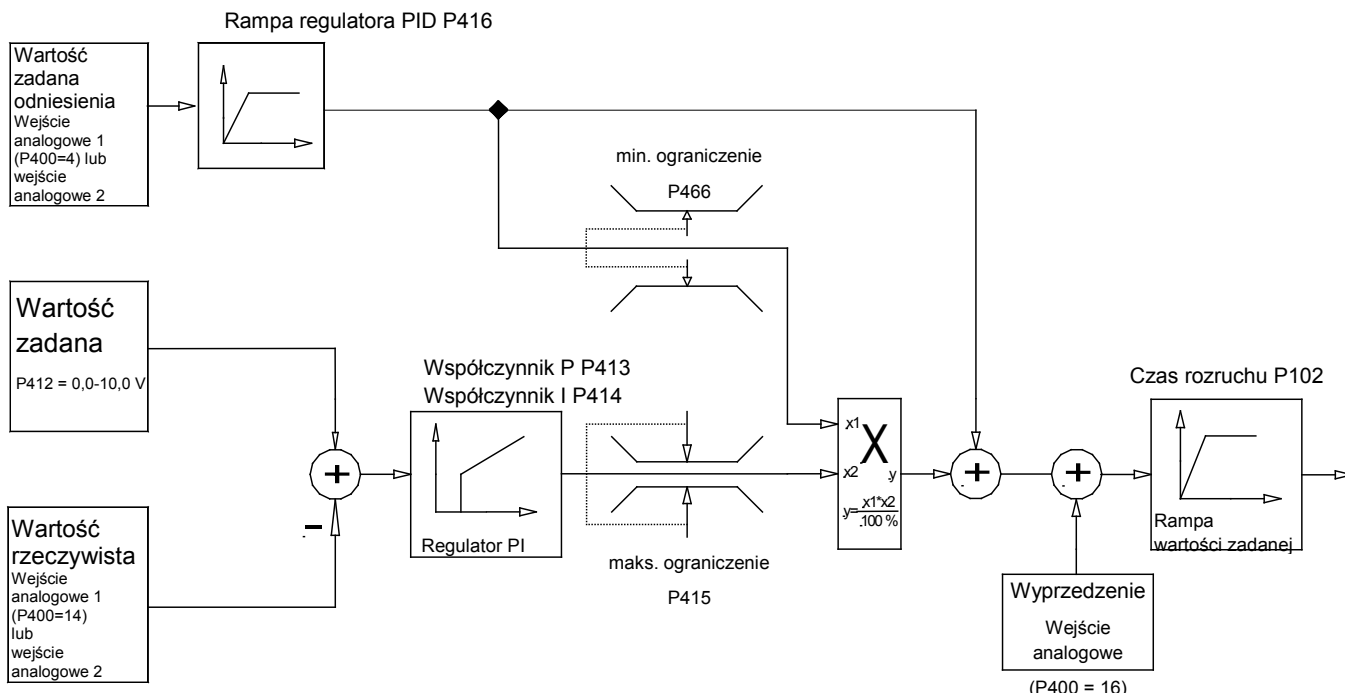 Rampa regulatora PID P416
Wartość
zadana
odniesienia
Wejście
analogowe 1
(P400=4) lub
wejście
analogowe 2
min. ograniczenie
P466
Wartość
zadana
P412 = 0,0-10,0 V
Współczynnik P P413
Współczynnik I P414
Regulator PI
maks. ograniczenie
P415
x1
X
x2
y
y=x1*x2
100 %
+
-
+
+
Czas rozruchu P102
Rampa
wartości zadanej
Wartość
rzeczywista
Wejście
analogowe 1
(P400=14)
lub
wejście
analogowe 2
Wyprzedzenie
Wejście
analogowe
(P400 = 16)